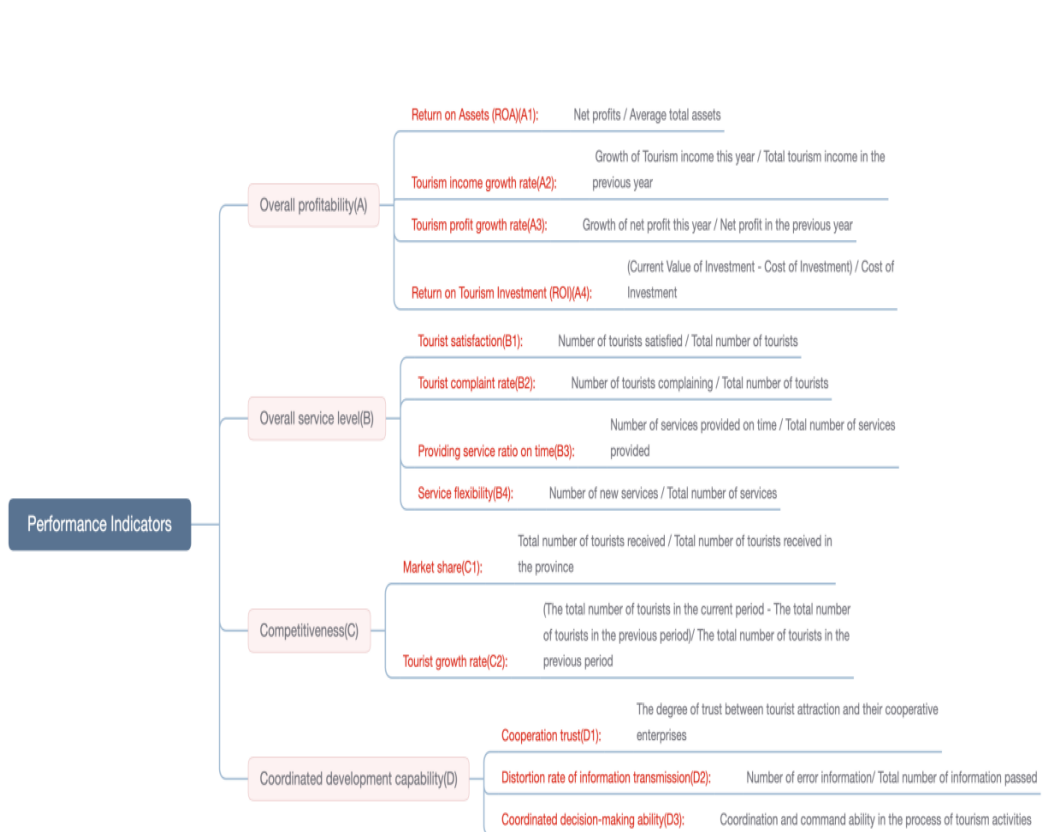 Return on Assets (ROA)(A1): Net profits / Average total assets
Growth of Tourism income this year / Total tourism income in the
Tourism income growth rate(A2): previous year
Overall profitability(A)
Tourism profit growth rate(A3): Growth of net profit this year / Net profit in the previous year
(Current Value of Investment - Cost of Investment) / Cost of
Return on Tourism Investment (ROI)(A4): Investment
Tourist satisfaction(B1): Number of tourists satisfied / Total number of tourists
Tourist complaint rate(B2): Number of tourists complaining / Total number of tourists
Overall service level(B)
Number of services provided on time / Total number of services
Providing service ratio on time(B3): provided
Service flexibility(B4): Number of new services / Total number of services
Performance Indicators
Total number of tourists received / Total number of tourists received in
Market share(C1): the province
Competitiveness(C)
(The total number of tourists in the current period - The total number
of tourists in the previous period)/ The total number of tourists in the
Tourist growth rate(C2): previous period
The degree of trust between tourist attraction and their cooperative
Cooperation trust(D1): enterprises
Coordinated development capability(D)
Distortion rate of information transmission(D2): Number of error information/ Total number of information passed
Coordinated decision-making ability(D3): Coordination and command ability in the process of tourism activities